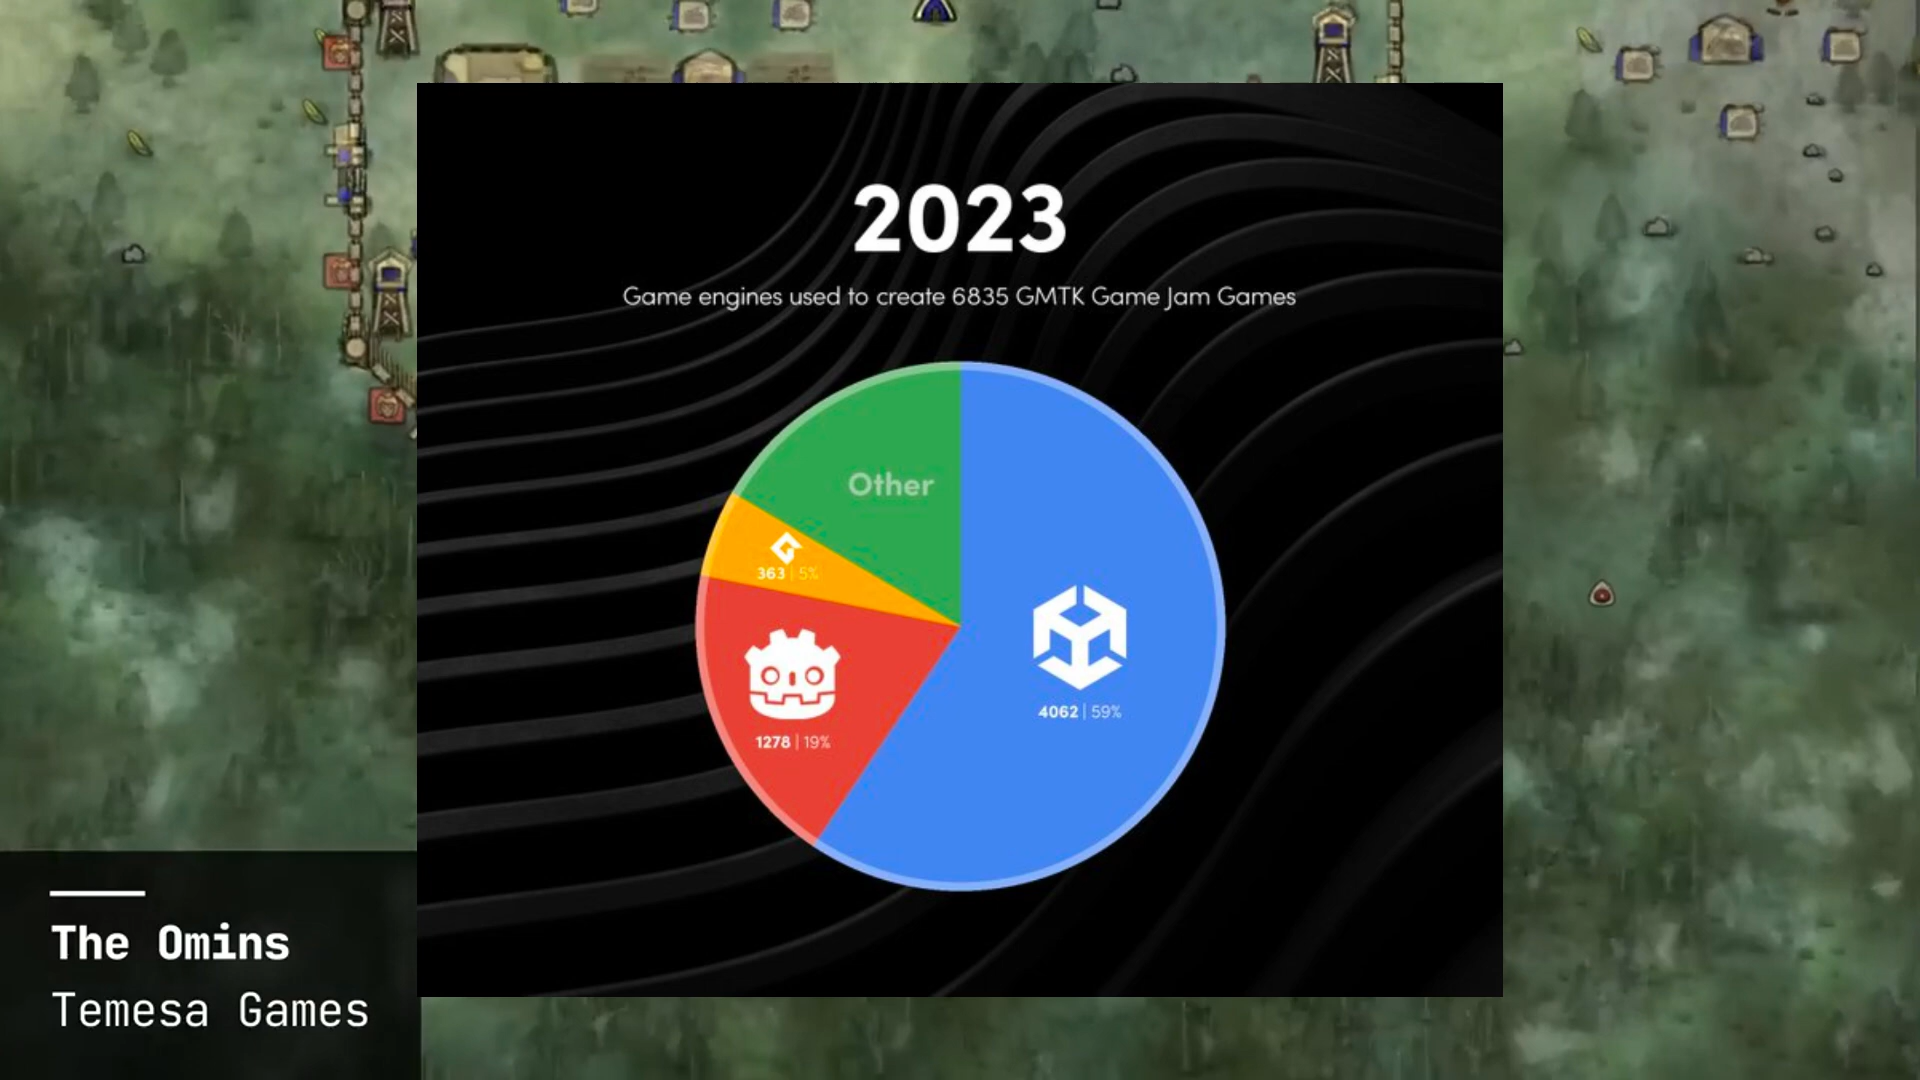 2023
Game engines used to create 6835 GMTK Game Jam Games
Other
363 | 5%
4062 | 59%
1278 | 19%
The Omins
Temesa Games